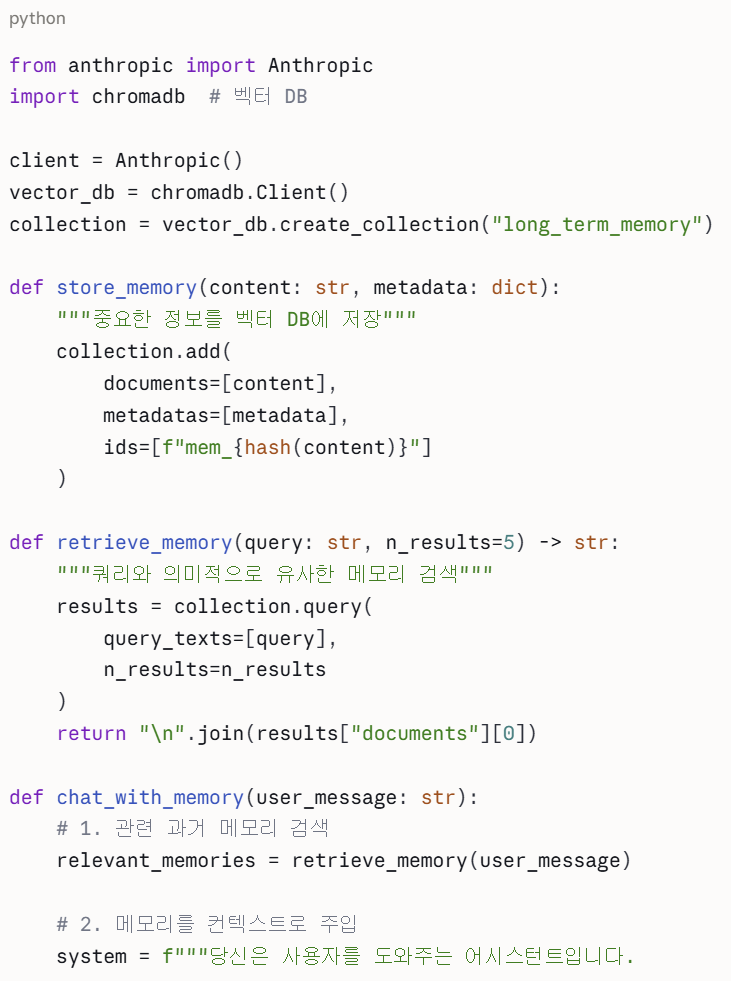 python
from anthropic import Anthropic
import chromadb  # 벡터 DB
client = Anthropic()
vector_db = chromadb.Client()
collection = vector_db.create_collection("long_term_memory")
def store_memory(content: str, metadata: dict):
    """중요한 정보를 벡터 DB에 저장"""
    collection.add(
        documents=[content],
        metadatas=[metadata],
        ids=[f"mem_{hash(content)}"]
    )
def retrieve_memory(query: str, n_results=5) -> str:
    """쿼리와 의미적으로 유사한 메모리 검색"""
    results = collection.query(
        query_texts=[query],
        n_results=n_results
    )
    return "\n".join(results["documents"][0])
def chat_with_memory(user_message: str):
    # 1. 관련 과거 메모리 검색
    relevant_memories = retrieve_memory(user_message)
    # 2. 메모리를 컨텍스트로 주입
    system = f"""당신은 사용자를 도와주는 어시스턴트입니다.